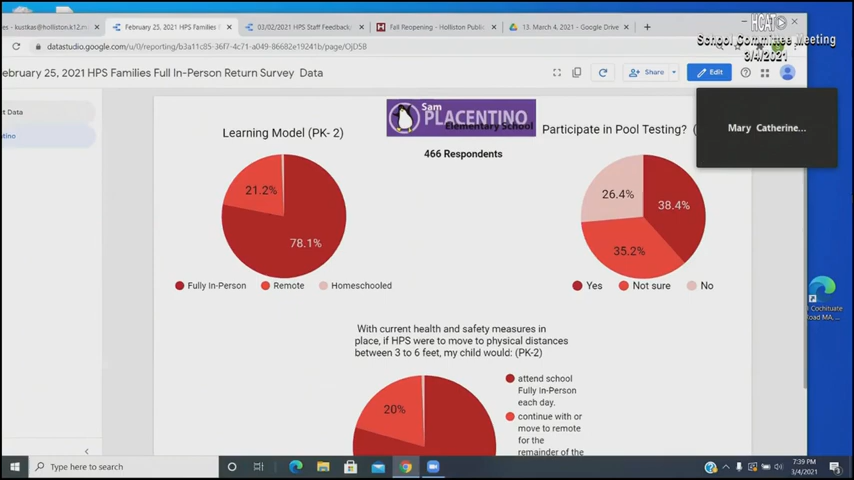 es - kustkas@holliston.k12.m
February 25, 2021 HPS Families F
03/02/2021 HPS Staff Feedback
Fall Reopening - Holliston Public
13. March 4, 2021 - Google Drive
HCAT
School Committee Meeting
3/4/2021
datastudio.google.com/u/0/reporting/b3a11c85-36f7-4c71-a049-86682e19241b/page/OjD5B
ebruary 25, 2021 HPS Families Full In-Person Return Survey Data
Share
Edit
t Data
ntino
Sam
PLACENTINO
Elementary School
Mary Catherine...
Learning Model (PK- 2)
466 Respondents
Participate in Pool Testing? (
21.2%
78.1%
26.4%
38.4%
35.2%
Fully In-Person
Remote
Homeschooled
Yes
Not sure
No
Cochituate
Road MA,...
With current health and safety measures in
place, if HPS were to move to physical distances
between 3 to 6 feet, my child would: (PK-2)
20%
attend school
Fully In-Person
each day.
continue with or
move to remote
for the
remainder of the
Type here to search
7:39 PM
3/4/2021